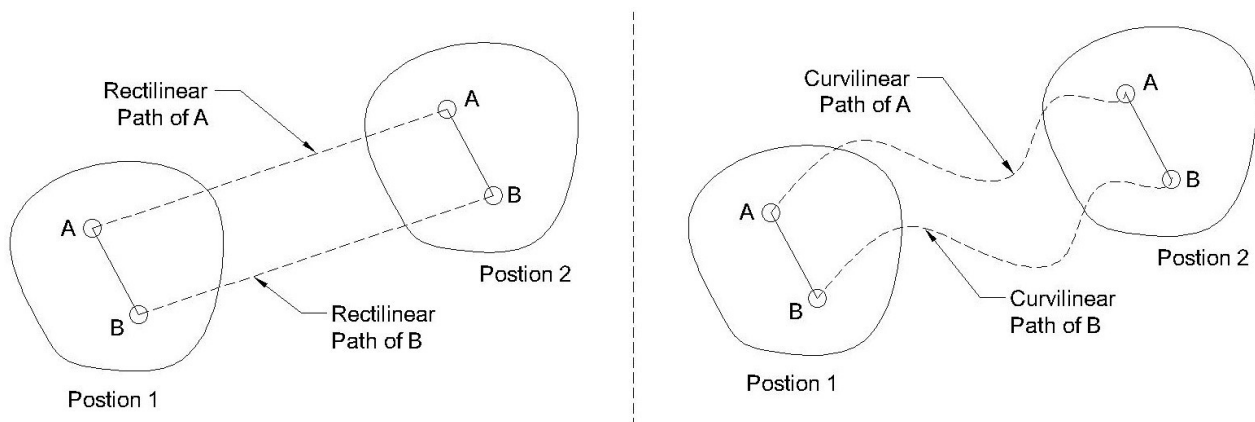 Rectilinear
Path of A
A
B
Postion 2
A
B
Rectilinear
Path of B
Postion 1
Curvilinear
Path of A
A
B
Postion 2
A
B
Curvilinear
Path of B
Postion 1